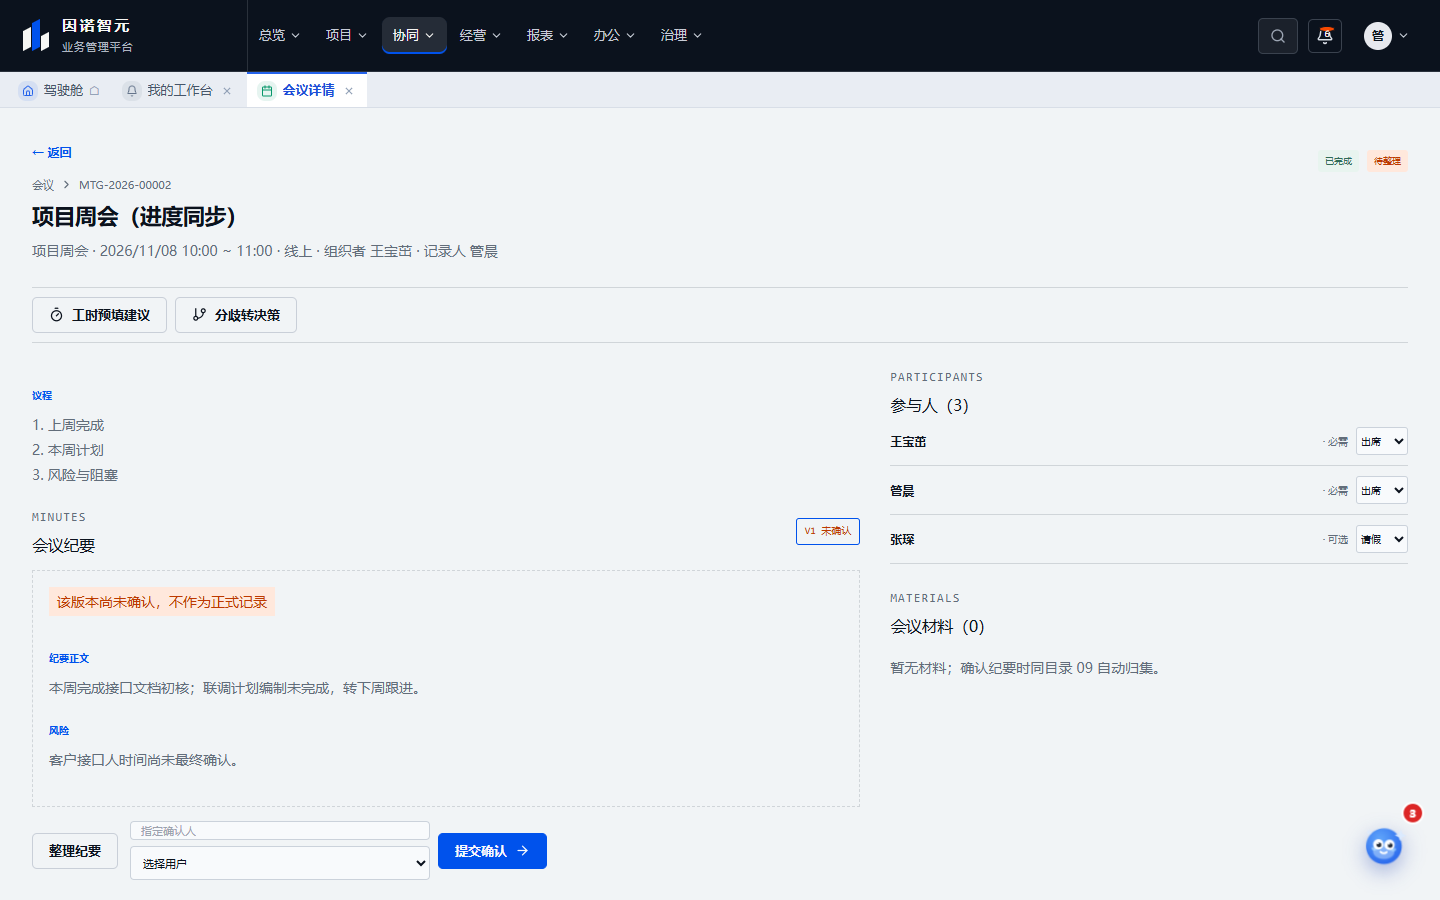 因诺智元
业务管理平台
总览
项目
协同
经营
报表
办公
治理
6
管
驾驶舱
我的工作台
会议详情
← 返回
已完成
待整理
会议 > MTG-2026-00002
项目周会（进度同步）
项目周会 · 2026/11/08 10:00 ~ 11:00 · 线上 · 组织者 王宝茁 · 记录人 管晨
工时预填建议
分歧转决策
议程
1. 上周完成
2. 本周计划
3. 风险与阻塞
MINUTES
会议纪要
V1 未确认
该版本尚未确认，不作为正式记录
纪要正文
本周完成接口文档初核；联调计划编制未完成，转下周跟进。
风险
客户接口人时间尚未最终确认。
整理纪要
指定确认人
选择用户
提交确认 →
PARTICIPANTS
参与人（3）
王宝茁 · 必需 出席
管晨 · 必需 出席
张琛 · 可选 请假
MATERIALS
会议材料（0）
暂无材料；确认纪要时同目录 09 自动归集。
3